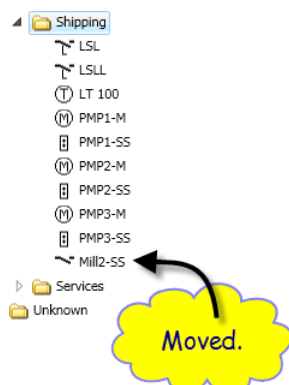 Shipping
LSL
LSLL
T LT 100
M PMP1-M
PMP1-SS
M PMP2-M
PMP2-SS
M PMP3-M
PMP3-SS
Mill2-SS
Services
Unknown
Moved.